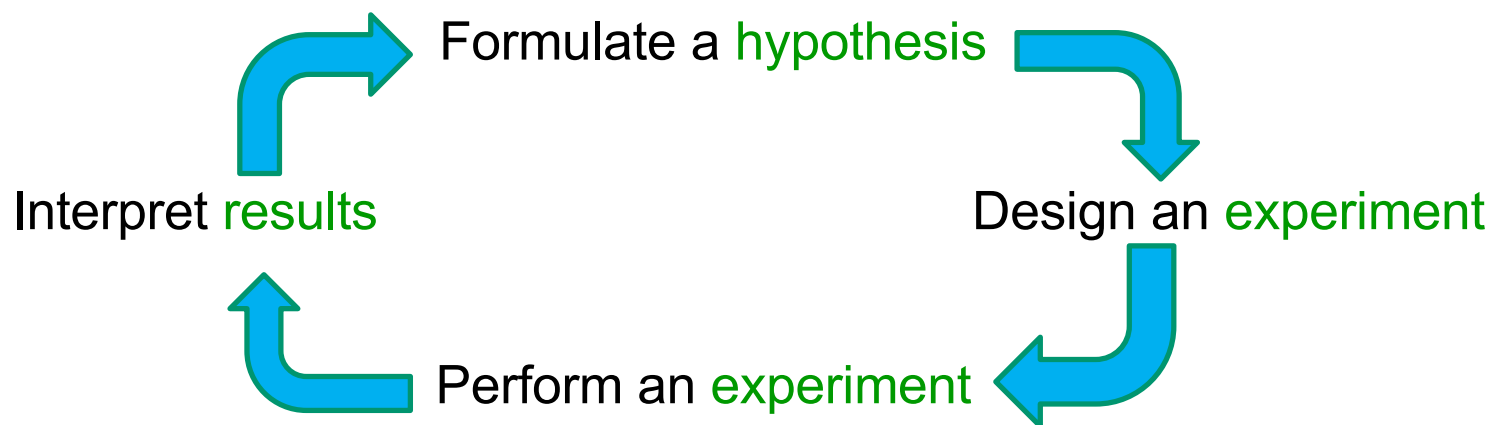 Formulate a hypothesis
Interpret results
Design an experiment
Perform an experiment